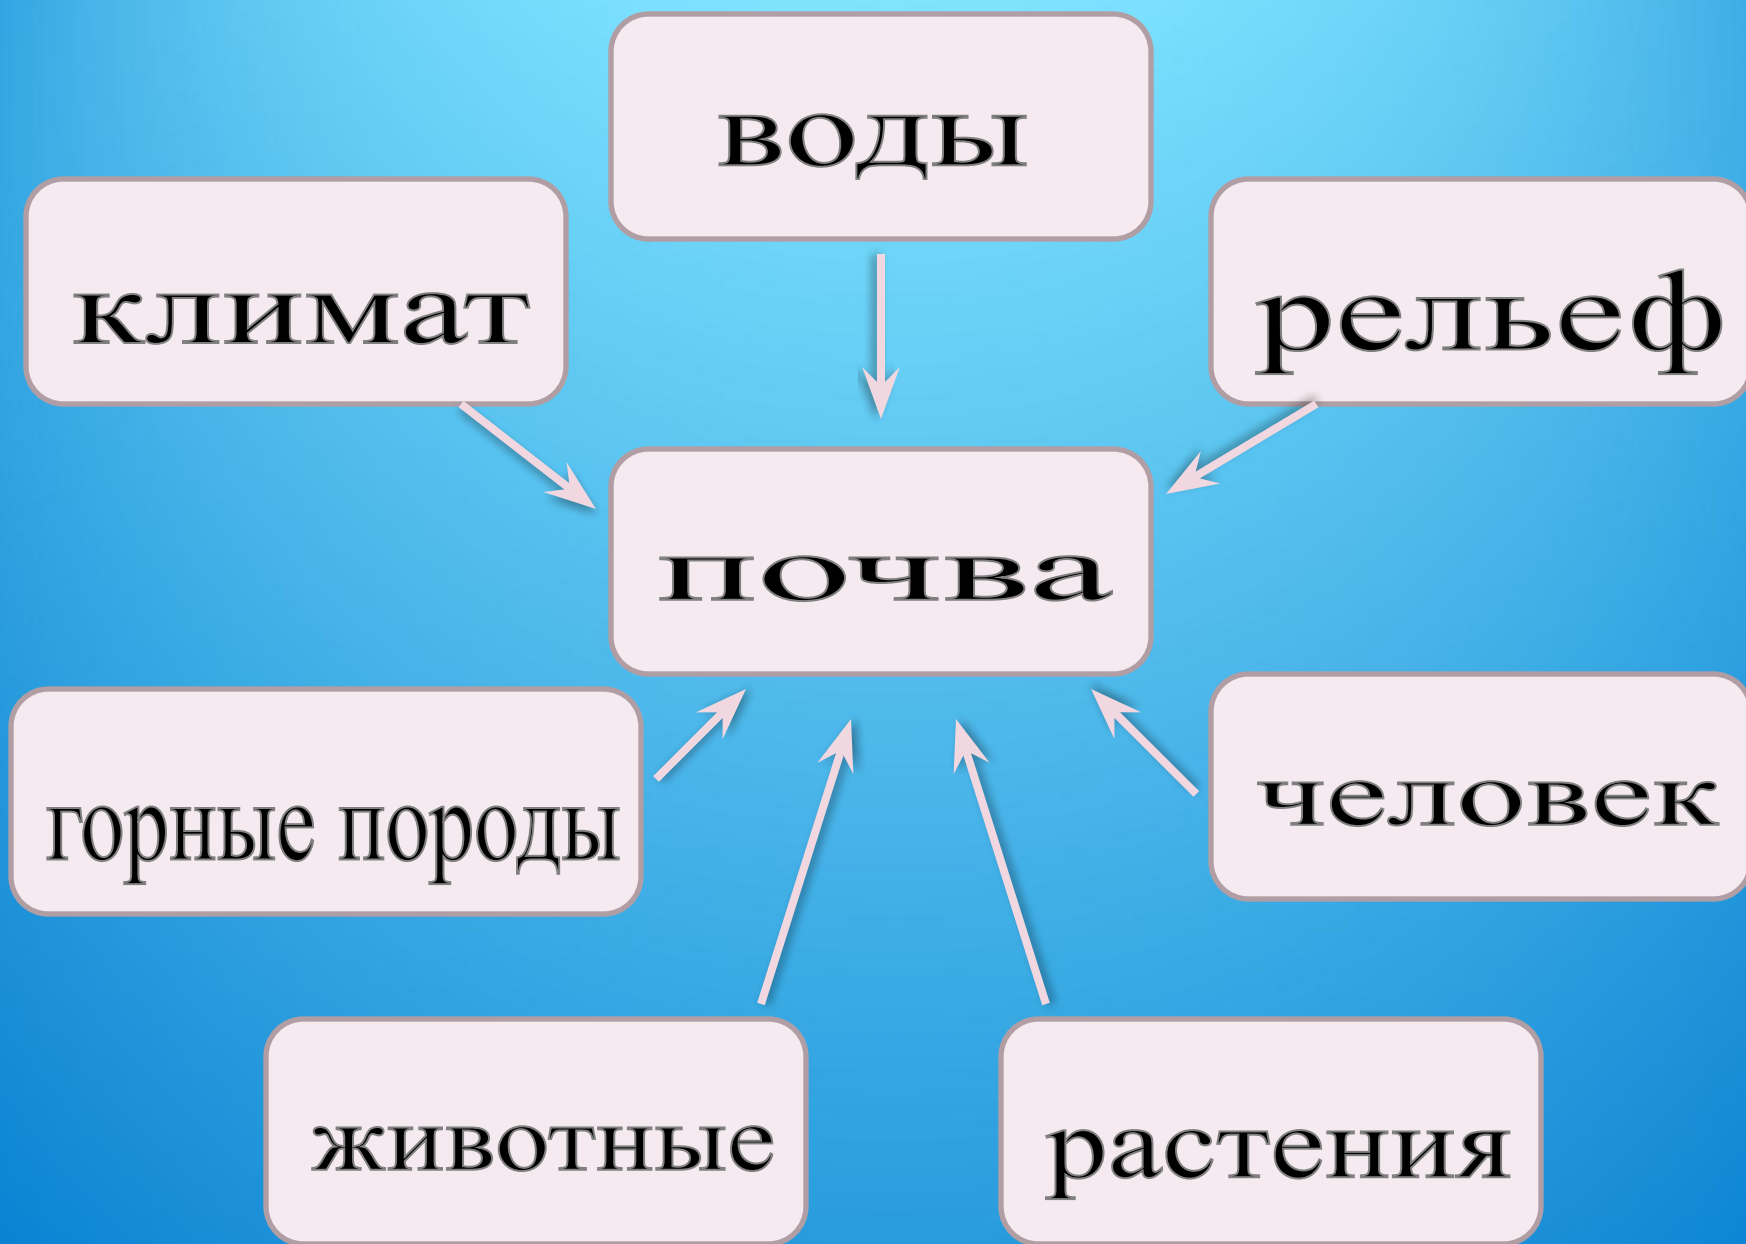 воды
климат
рельеф
почва
горные породы
человек
животные
растения